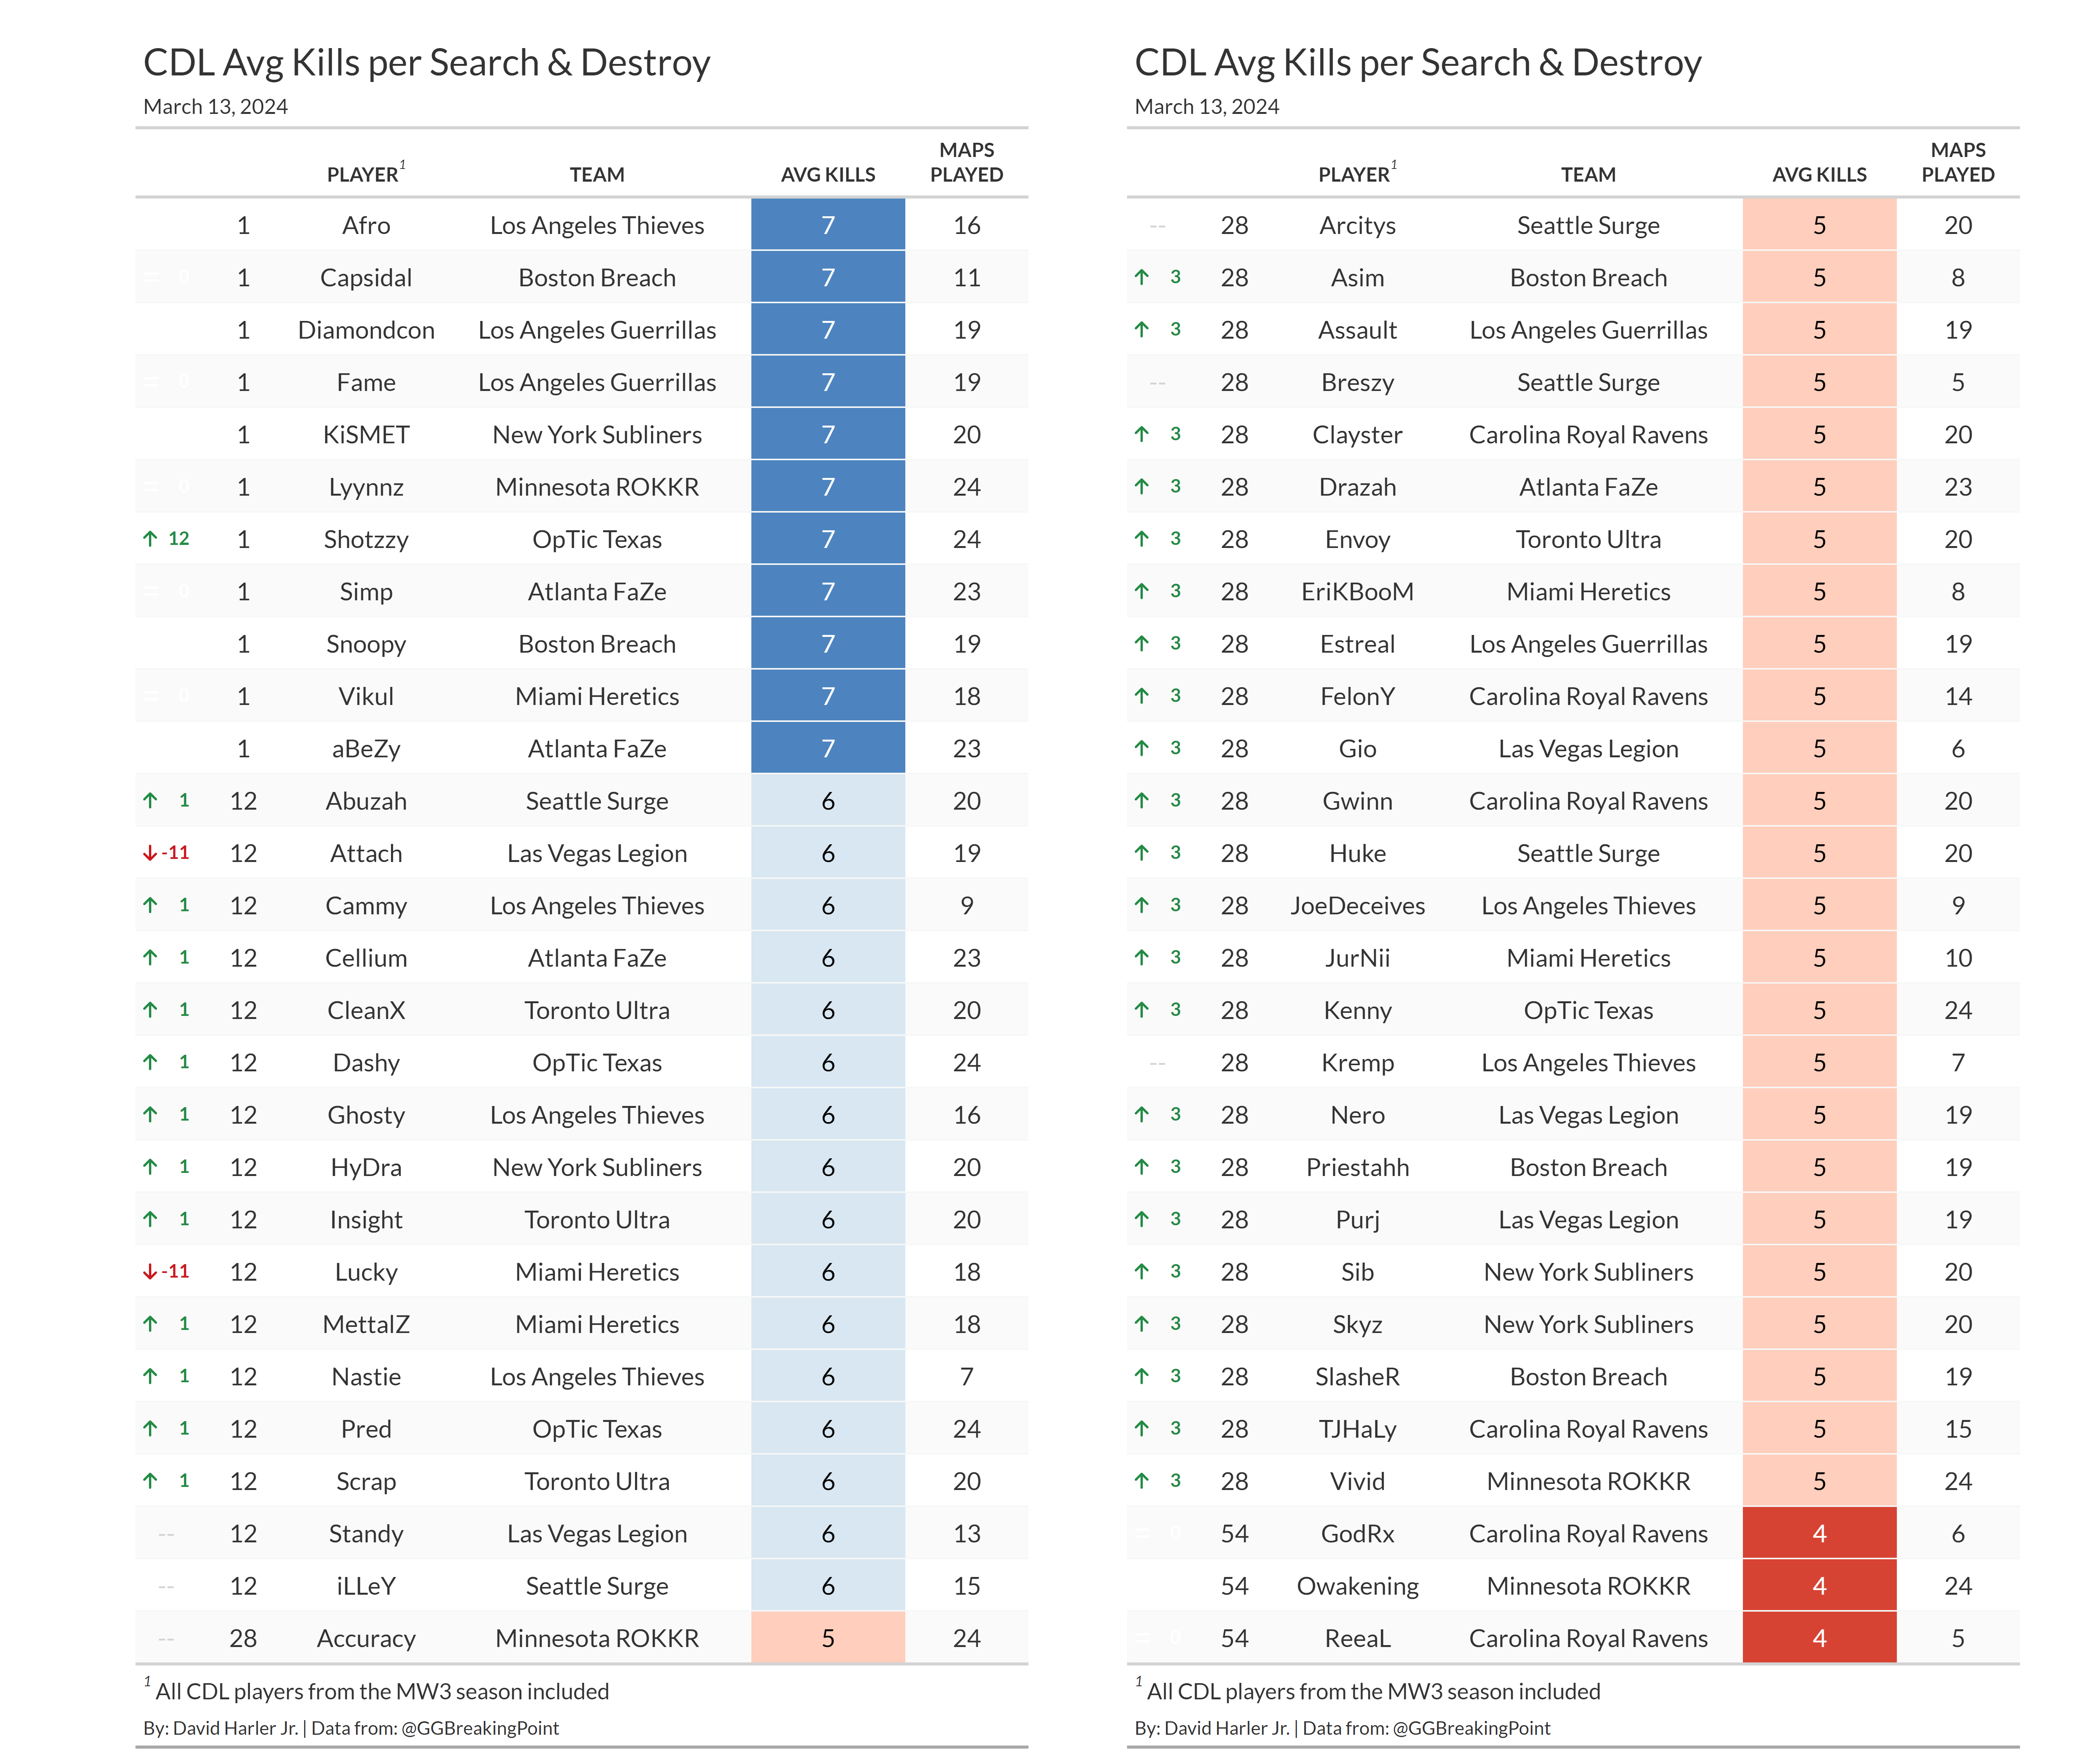 CDL Avg Kills per Search & Destroy
March 13, 2024
PLAYER1 TEAM AVG KILLS MAPS PLAYED
1 Afro Los Angeles Thieves 7 16
= 0 1 Capsidal Boston Breach 7 11
1 Diamondcon Los Angeles Guerrillas 7 19
= 0 1 Fame Los Angeles Guerrillas 7 19
1 KiSMET New York Subliners 7 20
= 0 1 Lyynnz Minnesota ROKKR 7 24
↑ 12 1 Shotzzy OpTic Texas 7 24
= 0 1 Simp Atlanta FaZe 7 23
1 Snoopy Boston Breach 7 19
= 0 1 Vikul Miami Heretics 7 18
1 aBeZy Atlanta FaZe 7 23
↑ 1 12 Abuzah Seattle Surge 6 20
↓ -11 12 Attach Las Vegas Legion 6 19
↑ 1 12 Cammy Los Angeles Thieves 6 9
↑ 1 12 Cellium Atlanta FaZe 6 23
↑ 1 12 CleanX Toronto Ultra 6 20
↑ 1 12 Dashy OpTic Texas 6 24
↑ 1 12 Ghosty Los Angeles Thieves 6 16
↑ 1 12 HyDra New York Subliners 6 20
↑ 1 12 Insight Toronto Ultra 6 20
↓ -11 12 Lucky Miami Heretics 6 18
↑ 1 12 MettalZ Miami Heretics 6 18
↑ 1 12 Nastie Los Angeles Thieves 6 7
↑ 1 12 Pred OpTic Texas 6 24
↑ 1 12 Scrap Toronto Ultra 6 20
-- 12 Standy Las Vegas Legion 6 13
-- 12 iLLeY Seattle Surge 6 15
-- 28 Accuracy Minnesota ROKKR 5 24
1 All CDL players from the MW3 season included
By: David Harler Jr. | Data from: @GGBreakingPoint
CDL Avg Kills per Search & Destroy
March 13, 2024
PLAYER1 TEAM AVG KILLS MAPS PLAYED
-- 28 Arcitys Seattle Surge 5 20
↑ 3 28 Asim Boston Breach 5 8
↑ 3 28 Assault Los Angeles Guerrillas 5 19
-- 28 Breszy Seattle Surge 5 5
↑ 3 28 Clayster Carolina Royal Ravens 5 20
↑ 3 28 Drazah Atlanta FaZe 5 23
↑ 3 28 Envoy Toronto Ultra 5 20
↑ 3 28 EriKBooM Miami Heretics 5 8
↑ 3 28 Estreal Los Angeles Guerrillas 5 19
↑ 3 28 FelonY Carolina Royal Ravens 5 14
↑ 3 28 Gio Las Vegas Legion 5 6
↑ 3 28 Gwinn Carolina Royal Ravens 5 20
↑ 3 28 Huke Seattle Surge 5 20
↑ 3 28 JoeDeceives Los Angeles Thieves 5 9
↑ 3 28 JurNii Miami Heretics 5 10
↑ 3 28 Kenny OpTic Texas 5 24
-- 28 Kremp Los Angeles Thieves 5 7
↑ 3 28 Nero Las Vegas Legion 5 19
↑ 3 28 Priestahh Boston Breach 5 19
↑ 3 28 Purj Las Vegas Legion 5 19
↑ 3 28 Sib New York Subliners 5 20
↑ 3 28 Skyz New York Subliners 5 20
↑ 3 28 SlasheR Boston Breach 5 19
↑ 3 28 TJHaLy Carolina Royal Ravens 5 15
↑ 3 28 Vivid Minnesota ROKKR 5 24
= 0 54 GodRx Carolina Royal Ravens 4 6
54 Owakening Minnesota ROKKR 4 24
= 0 54 ReeaL Carolina Royal Ravens 4 5
1 All CDL players from the MW3 season included
By: David Harler Jr. | Data from: @GGBreakingPoint